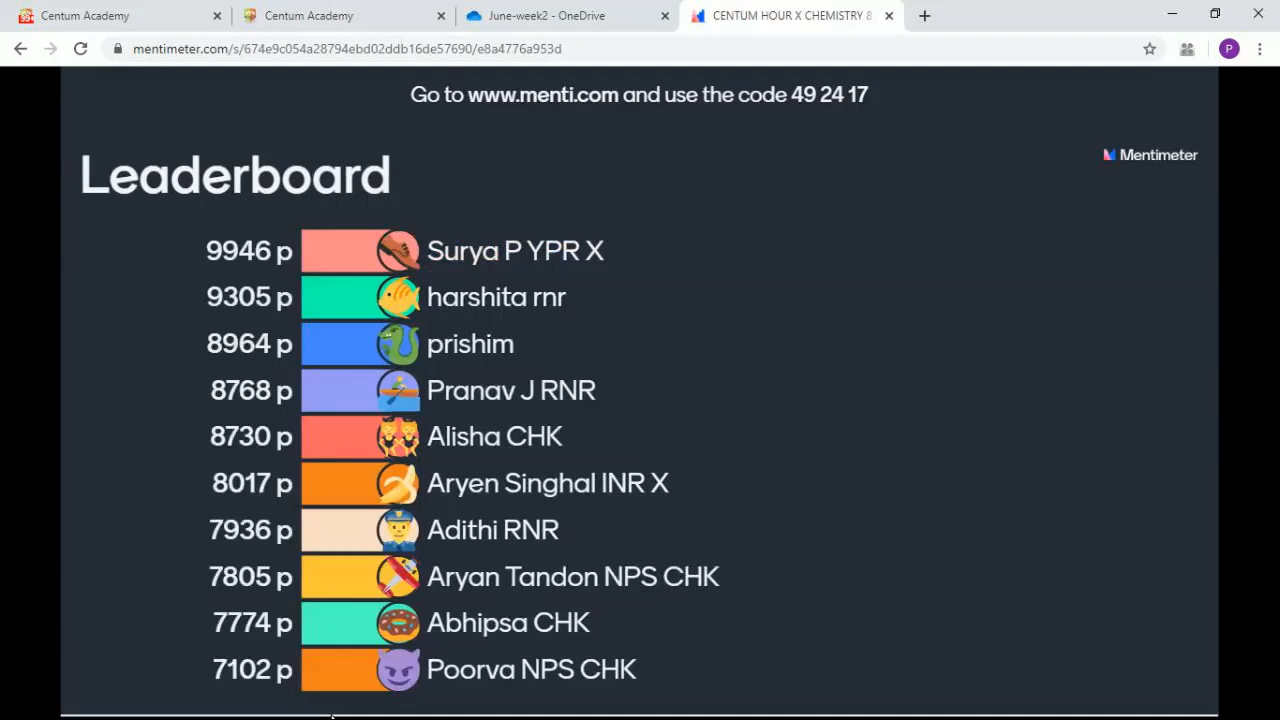 Centum Academy
Centum Academy
June-week2 - OneDrive
CENTUM HOUR X CHEMISTRY 8
mentimeter.com/s/674e9c054a28794ebd02ddb16de57690/e8a4776a953d
P
Go to www.menti.com and use the code 49 24 17
Mentimeter
Leaderboard
9946 p Surya P YPR X
9305 p harshita rnr
8964 p prishim
8768 p Pranav J RNR
8730 p Alisha CHK
8017 p Aryen Singhal INR X
7936 p Adithi RNR
7805 p Aryan Tandon NPS CHK
7774 p Abhipsa CHK
7102 p Poorva NPS CHK